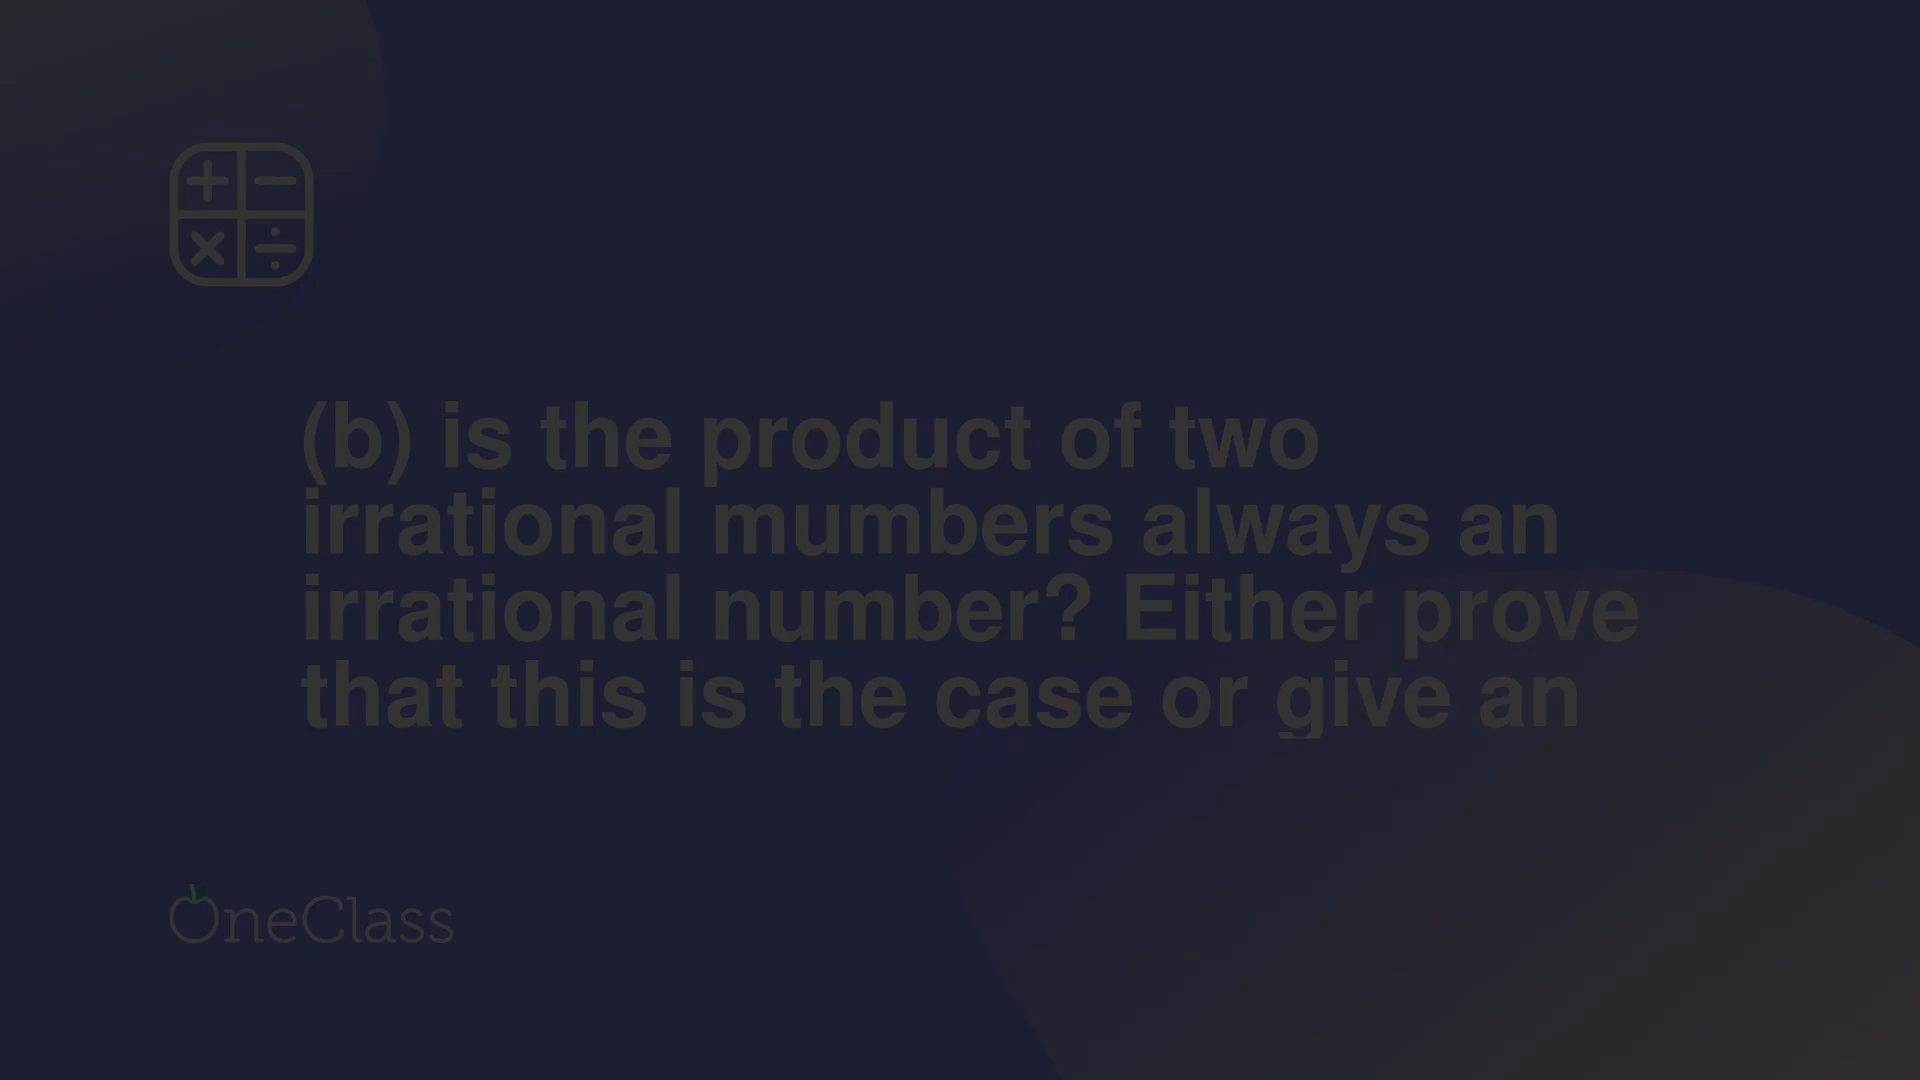 (b) is the product of two
irrational mumbers always an
irrational number? Either prove
that this is the case or give an
OneClass